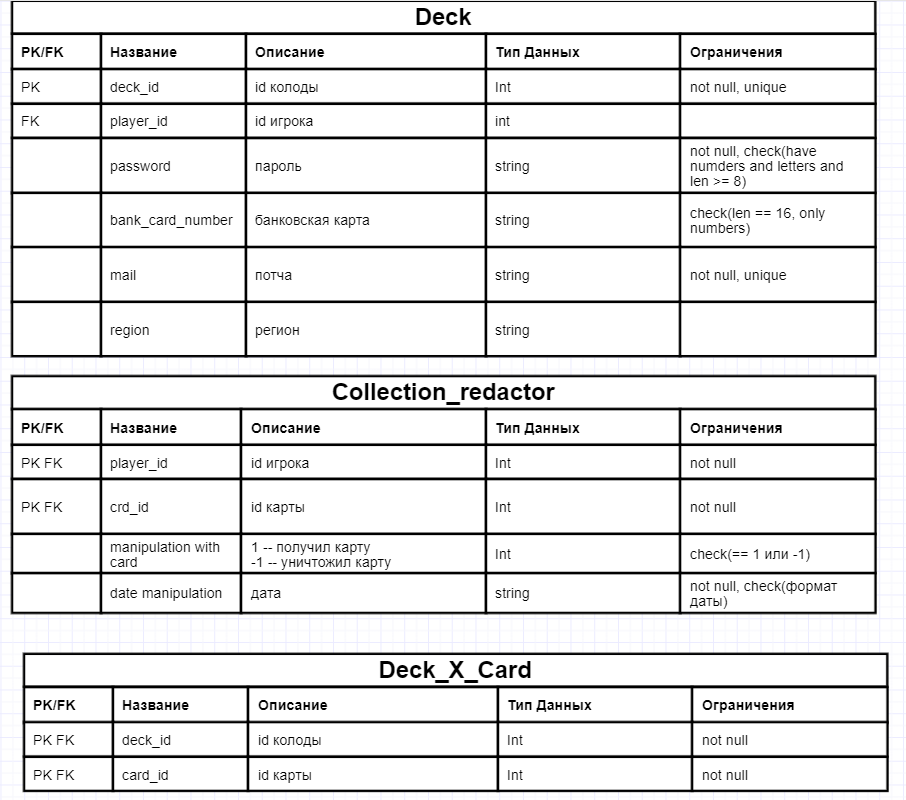 Deck
PK/FK Название Описание Тип Данных Ограничения
PK deck_id id колоды Int not null, unique
FK player_id id игрока int
password пароль string not null, check(have
numders and letters and
len >= 8)
bank_card_number банковская карта string check(len == 16, only
numbers)
mail потча string not null, unique
region регион string
Collection_redactor
PK/FK Название Описание Тип Данных Ограничения
PK FK player_id id игрока Int not null
PK FK crd_id id карты Int not null
manipulation with
card
1 -- получил карту
-1 -- уничтожил карту
Int check(== 1 или -1)
date manipulation дата string not null, check(формат
даты)
Deck_X_Card
PK/FK Название Описание Тип Данных Ограничения
PK FK deck_id id колоды Int not null
PK FK card_id id карты Int not null